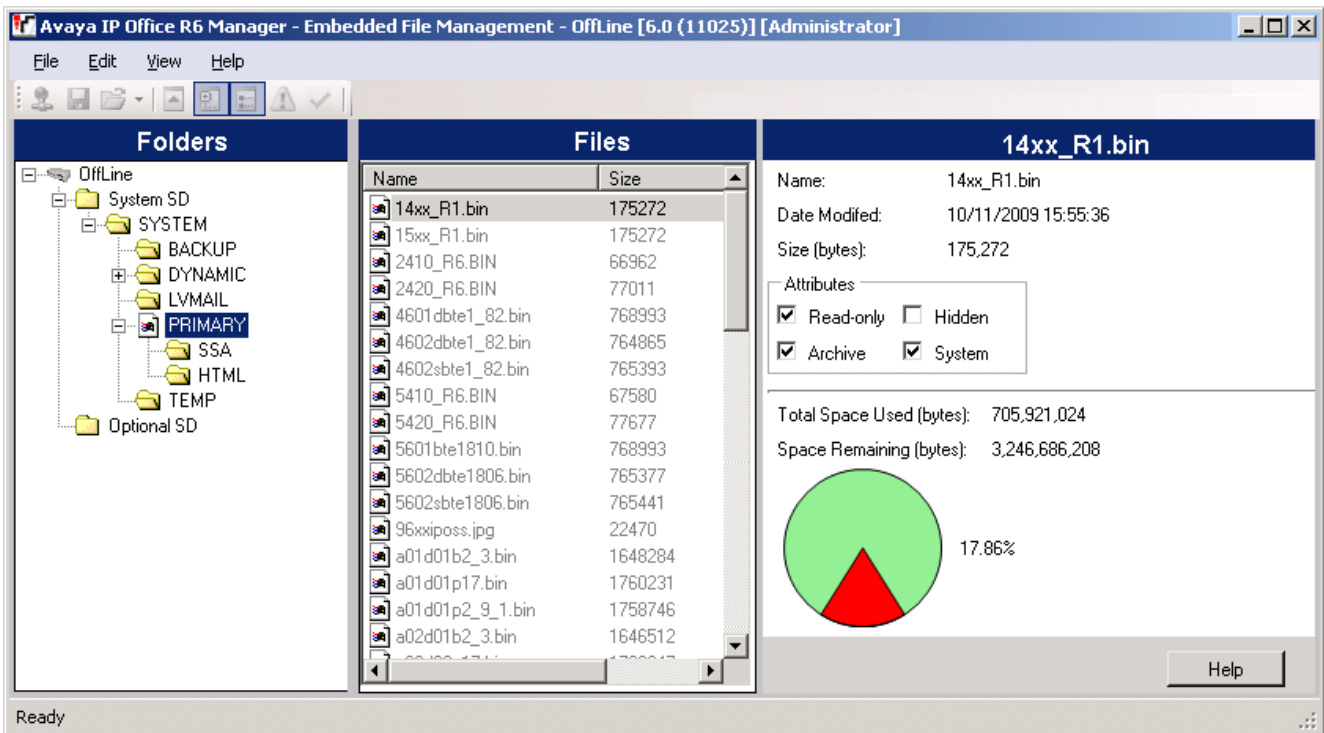 Avaya IP Office R6 Manager - Embedded File Management - OffLine [6.0 (11025)] [Administrator]
File Edit View Help
Folders
OffLine
System SD
SYSTEM
BACKUP
DYNAMIC
LVMAIL
PRIMARY
SSA
HTML
TEMP
Optional SD
Files
Name Size
14xx_R1.bin 175272
15xx_R1.bin 175272
2410_R6.BIN 66962
2420_R6.BIN 77011
4601dbte1_82.bin 768993
4602dbte1_82.bin 764865
4602sbte1_82.bin 765393
5410_R6.BIN 67580
5420_R6.BIN 77677
5601bte1810.bin 768993
5602dbte1806.bin 765377
5602sbte1806.bin 765441
96xxiposs.jpg 22470
a01d01b2_3.bin 1648284
a01d01p17.bin 1760231
a01d01p2_9_1.bin 1758746
a02d01b2_3.bin 1646512
14xx_R1.bin
Name: 14xx_R1.bin
Date Modifed: 10/11/2009 15:55:36
Size (bytes): 175,272
Attributes
Read-only Hidden
Archive System
Total Space Used (bytes): 705,921,024
Space Remaining (bytes): 3,246,686,208
17.86%
Help
Ready